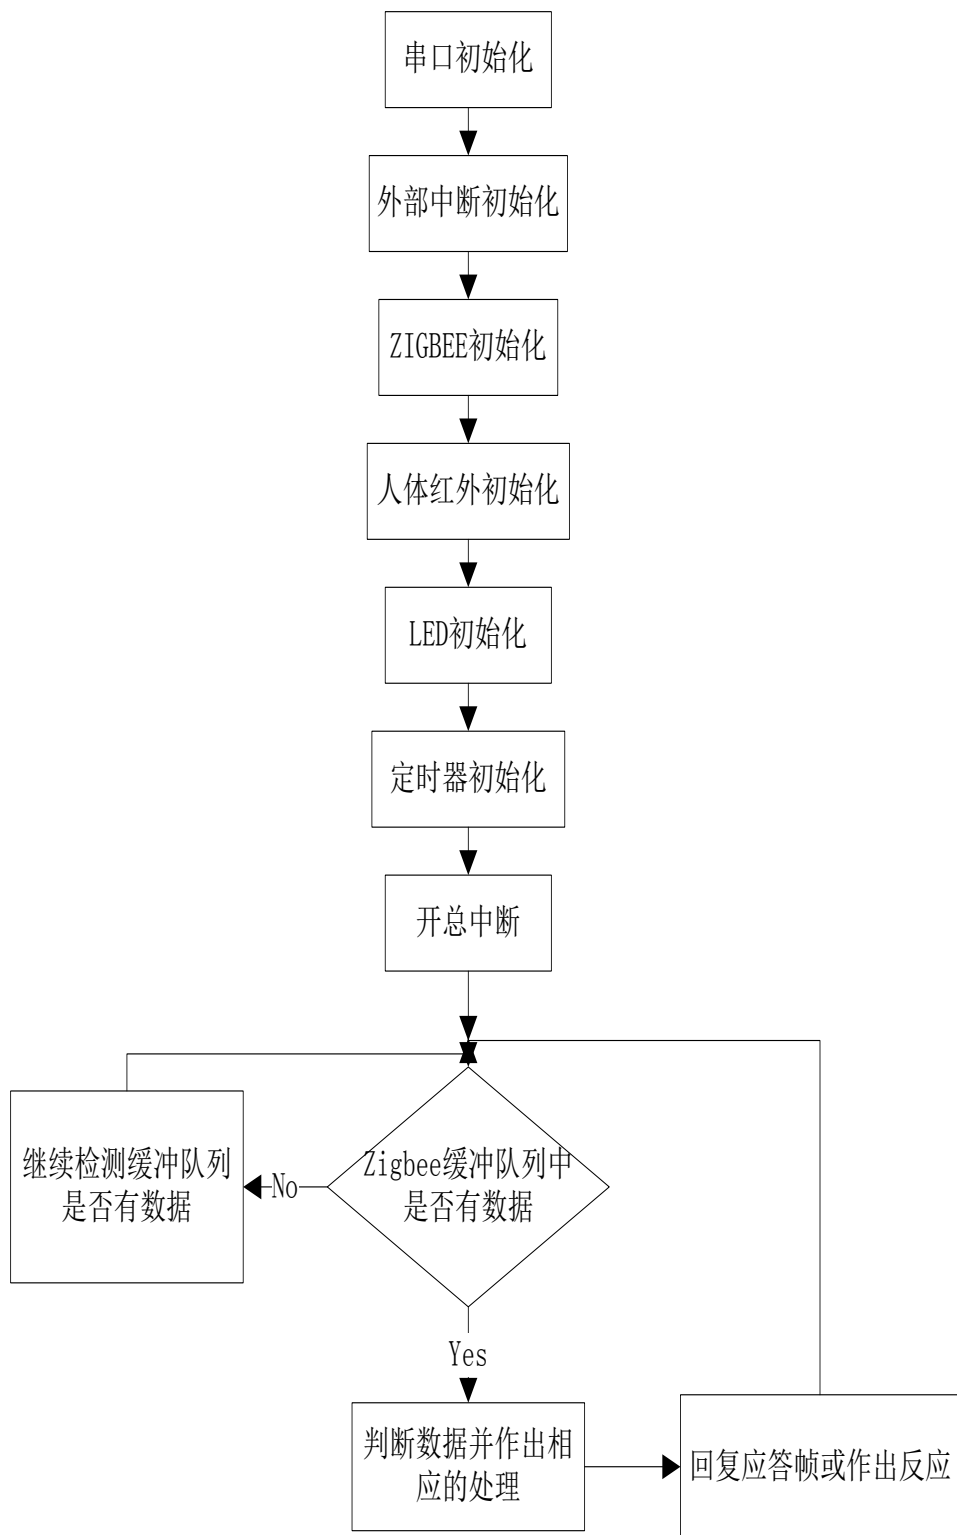 串口初始化
外部中断初始化
ZIGBEE初始化
人体红外初始化
LED初始化
定时器初始化
开总中断
继续检测缓冲队列
是否有数据
No
Zigbee缓冲队列中
是否有数据
Yes
判断数据并作出相
应的处理
回复应答帧或作出反应